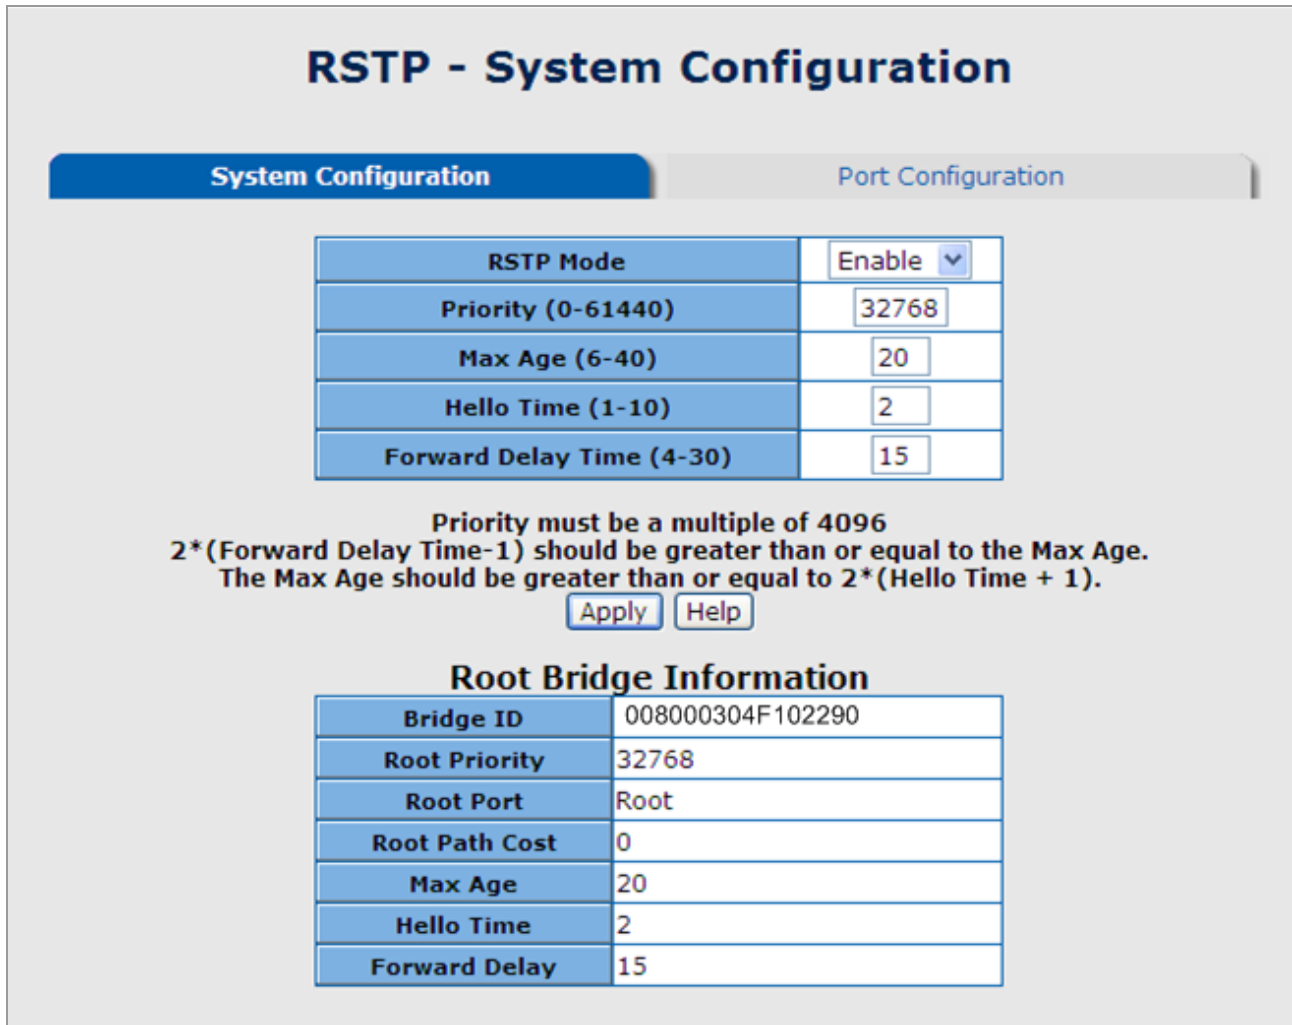 RSTP - System Configuration
System Configuration Port Configuration
RSTP Mode Enable
Priority (0-61440) 32768
Max Age (6-40) 20
Hello Time (1-10) 2
Forward Delay Time (4-30) 15
Priority must be a multiple of 4096
2*(Forward Delay Time-1) should be greater than or equal to the Max Age.
The Max Age should be greater than or equal to 2*(Hello Time + 1).
Apply Help
Root Bridge Information
Bridge ID 008000304F102290
Root Priority 32768
Root Port Root
Root Path Cost 0
Max Age 20
Hello Time 2
Forward Delay 15